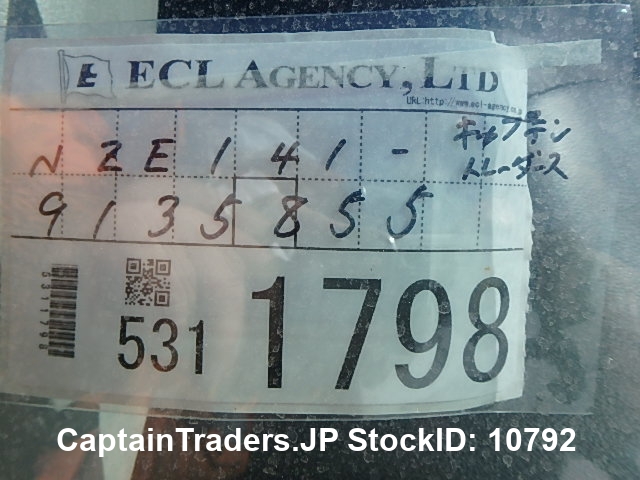 E ECL AGENCY, LTD
URL:http://www.ecl-agency.co.jp
キャプテン
トレーダース
NZE141-
9135855
5311798
531 1798
CaptainTraders.JP StockID: 10792